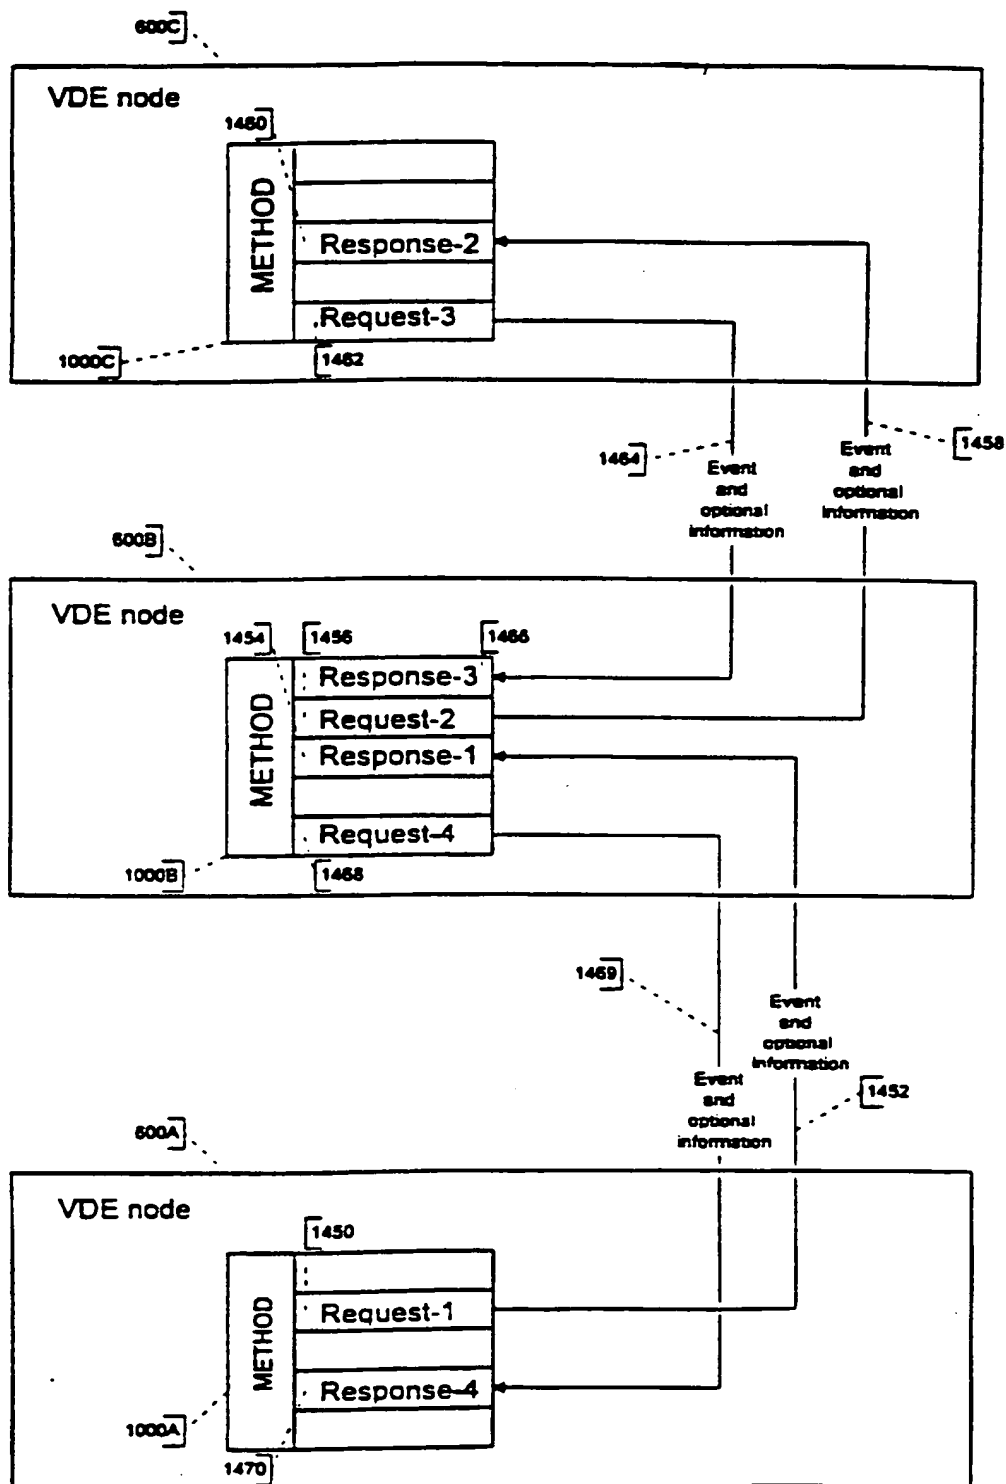 600C
VDE node
1460
METHOD
Response-2
Request-3
1000C
1462
1464
1458
Event
and
optional
information
Event
and
optional
information
600B
VDE node
1454
1456
1466
METHOD
Response-3
Request-2
Response-1
Request-4
1000B
1468
1469
Event
and
optional
information
Event
and
optional
information
1452
600A
VDE node
1450
METHOD
Request-1
Response-4
1000A
1470